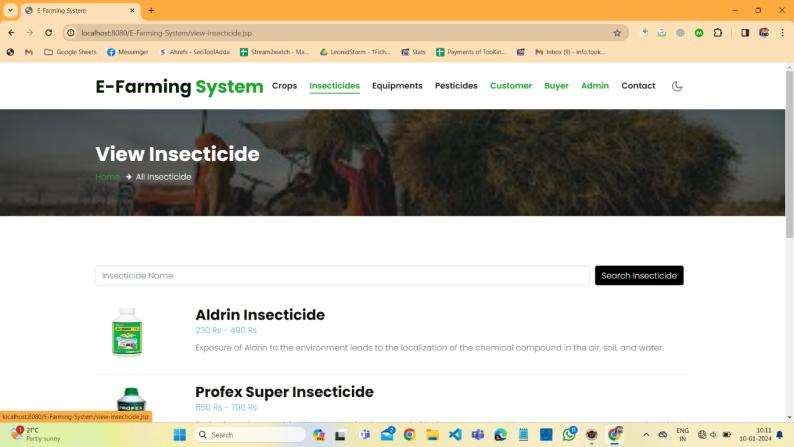 E-Farming System
localhost:8080/E-Farming-System/view-insecticide.jsp
Google Sheets Messenger Ahrefs - SeoToolAdda Stream2watch - Ma... LeonidStorm - 1Fich... Stats Payments of TooKin... Inbox (9) - info.took...
E-Farming System Crops Insecticides Equipments Pesticides Customer Buyer Admin Contact
View Insecticide
Home → All Insecticide
Insecticide Name Search Insecticide
Aldrin Insecticide
230 Rs - 490 Rs
Exposure of Aldrin to the environment leads to the localization of the chemical compound in the air, soil, and water.
Profex Super Insecticide
650 Rs - 700 Rs
localhost:8080/E-Farming-System/view-insecticide.jsp
21°C
Partly sunny
Search
ENG
IN
10:11
10-01-2024